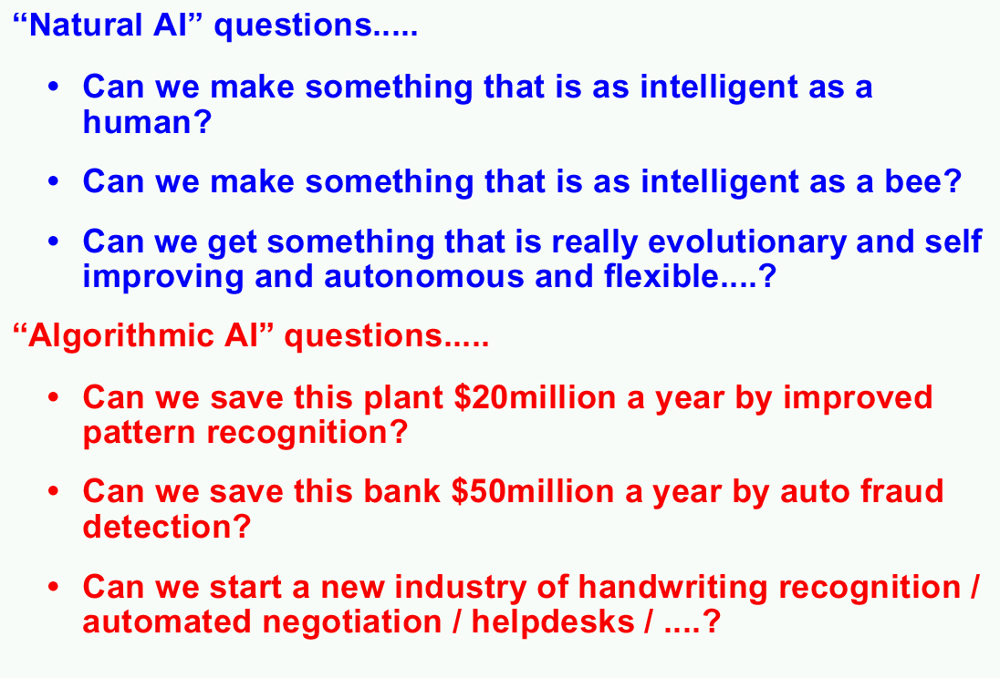 “Natural AI” questions.....
• Can we make something that is as intelligent as a
human?
• Can we make something that is as intelligent as a bee?
• Can we get something that is really evolutionary and self
improving and autonomous and flexible....?
“Algorithmic AI” questions.....
• Can we save this plant $20million a year by improved
pattern recognition?
• Can we save this bank $50million a year by auto fraud
detection?
• Can we start a new industry of handwriting recognition /
automated negotiation / helpdesks / ....?